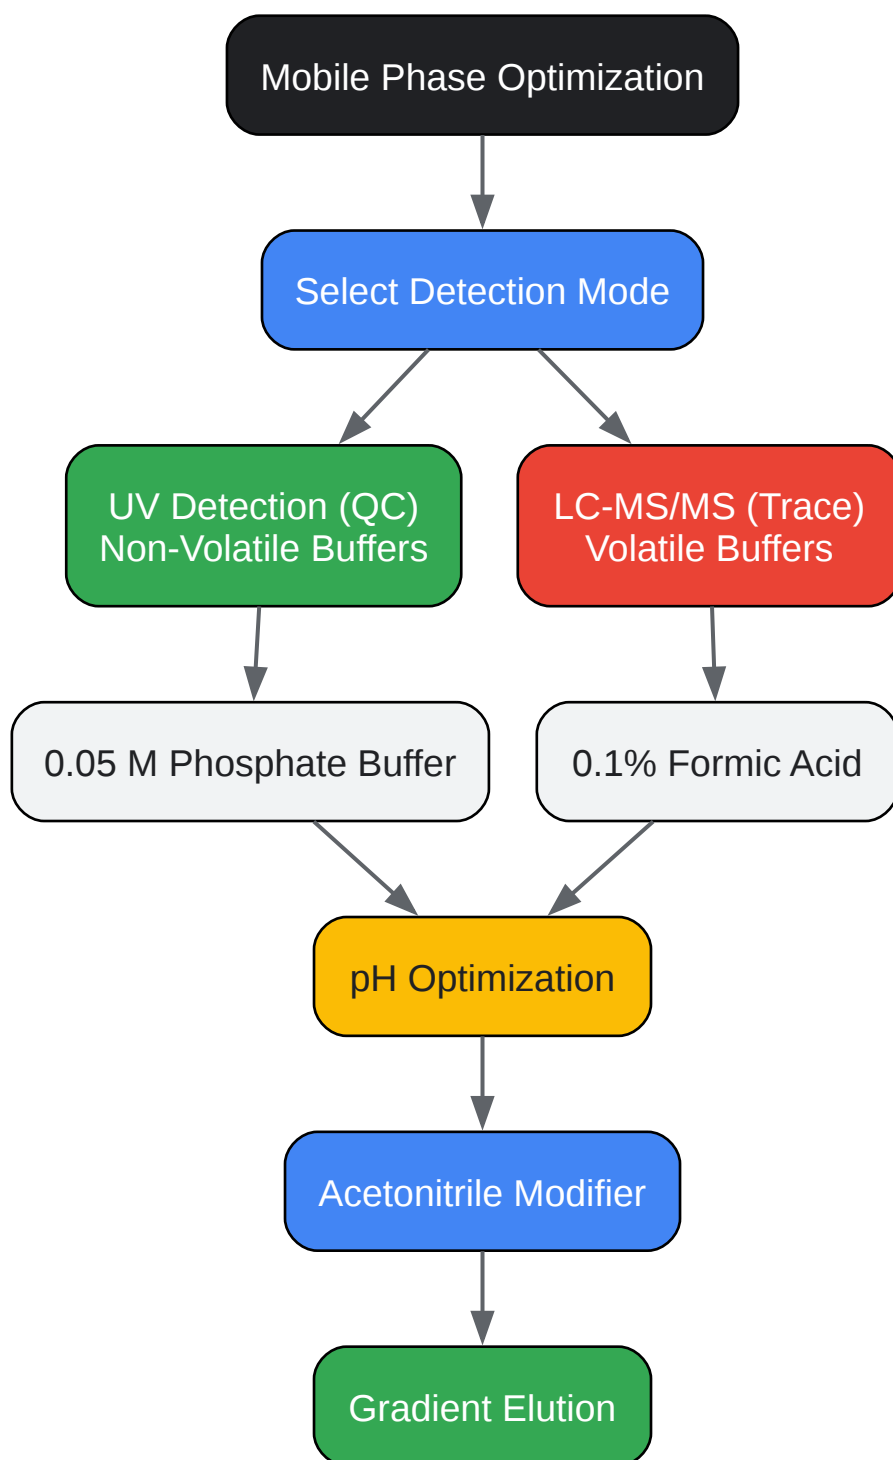 Mobile Phase Optimization
Select Detection Mode
UV Detection (QC)
Non-Volatile Buffers
LC-MS/MS (Trace)
Volatile Buffers
0.05 M Phosphate Buffer
0.1% Formic Acid
pH Optimization
Acetonitrile Modifier
Gradient Elution